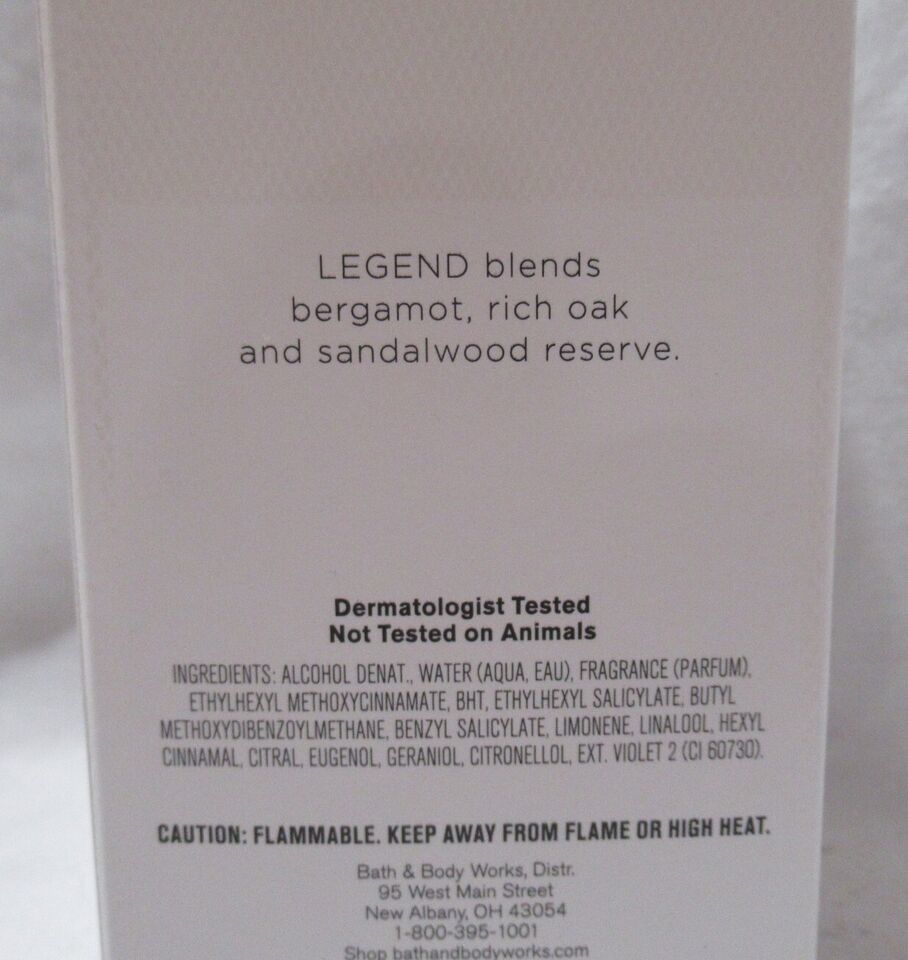 LEGEND blends
bergamot, rich oak
and sandalwood reserve.
Dermatologist Tested
Not Tested on Animals
INGREDIENTS: ALCOHOL DENAT., WATER (AQUA, EAU), FRAGRANCE (PARFUM),
ETHYLHEXYL METHOXYCINNAMATE, BHT, ETHYLHEXYL SALICYLATE, BUTYL
METHOXYDIBENZOYLMETHANE, BENZYL SALICYLATE, LIMONENE, LINALOOL, HEXYL
CINNAMAL, CITRAL, EUGENOL, GERANIOL, CITRONELLOL, EXT. VIOLET 2 (CI 60730).
CAUTION: FLAMMABLE. KEEP AWAY FROM FLAME OR HIGH HEAT.
Bath & Body Works, Distr.
95 West Main Street
New Albany, OH 43054
1-800-395-1001
Shop bathandbodyworks.com